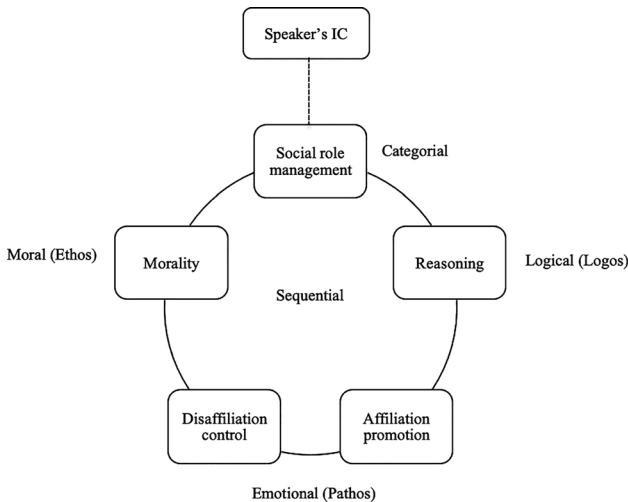 Speaker's IC
Social role
management
Categorial
Moral (Ethos)
Morality
Reasoning
Logical (Logos)
Sequential
Disaffiliation
control
Affiliation
promotion
Emotional (Pathos)